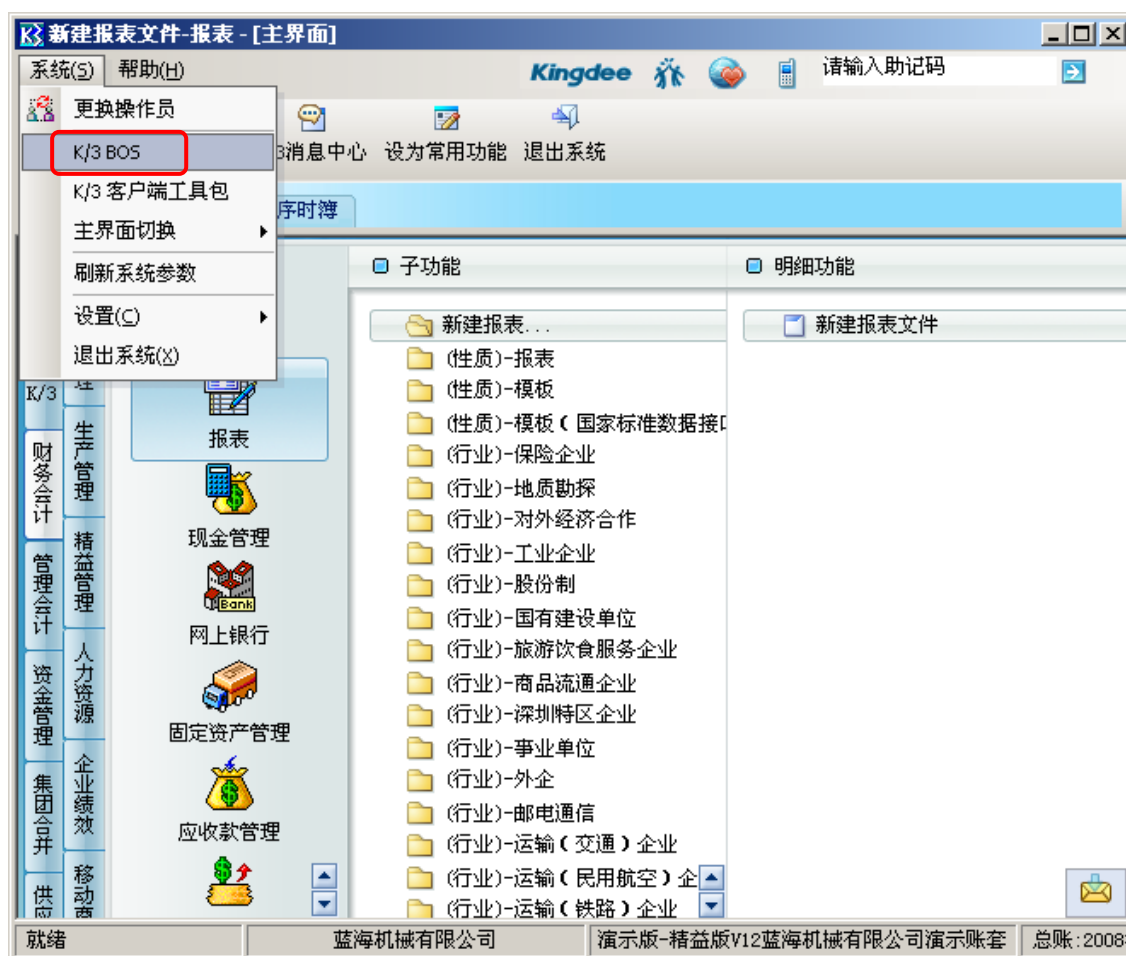 新建报表文件-报表 - [主界面]
系统(S) 帮助(H)
Kingdee
请输入助记码
更换操作员
K/3 BOS
K/3 客户端工具包
主界面切换
刷新系统参数
设置(C)
退出系统(X)
3消息中心 设为常用功能 退出系统
序时簿
子功能
明细功能
新建报表...
新建报表文件
(性质)-报表
(性质)-模板
(性质)-模板(国家标准数据接口
(行业)-保险企业
(行业)-地质勘探
(行业)-对外经济合作
(行业)-工业企业
(行业)-股份制
(行业)-国有建设单位
(行业)-旅游饮食服务企业
(行业)-商品流通企业
(行业)-深圳特区企业
(行业)-事业单位
(行业)-外企
(行业)-邮电通信
(行业)-运输(交通)企业
(行业)-运输(民用航空)企
(行业)-运输(铁路)企业
K/3
财务会计
管理会计
资金管理
集团合并
供应
理
生产管理
精益管理
人力资源
企业绩效
移动商
报表
现金管理
Bank
网上银行
固定资产管理
应收款管理
就绪
蓝海机械有限公司
演示版-精益版V12蓝海机械有限公司演示账套
总账:2008